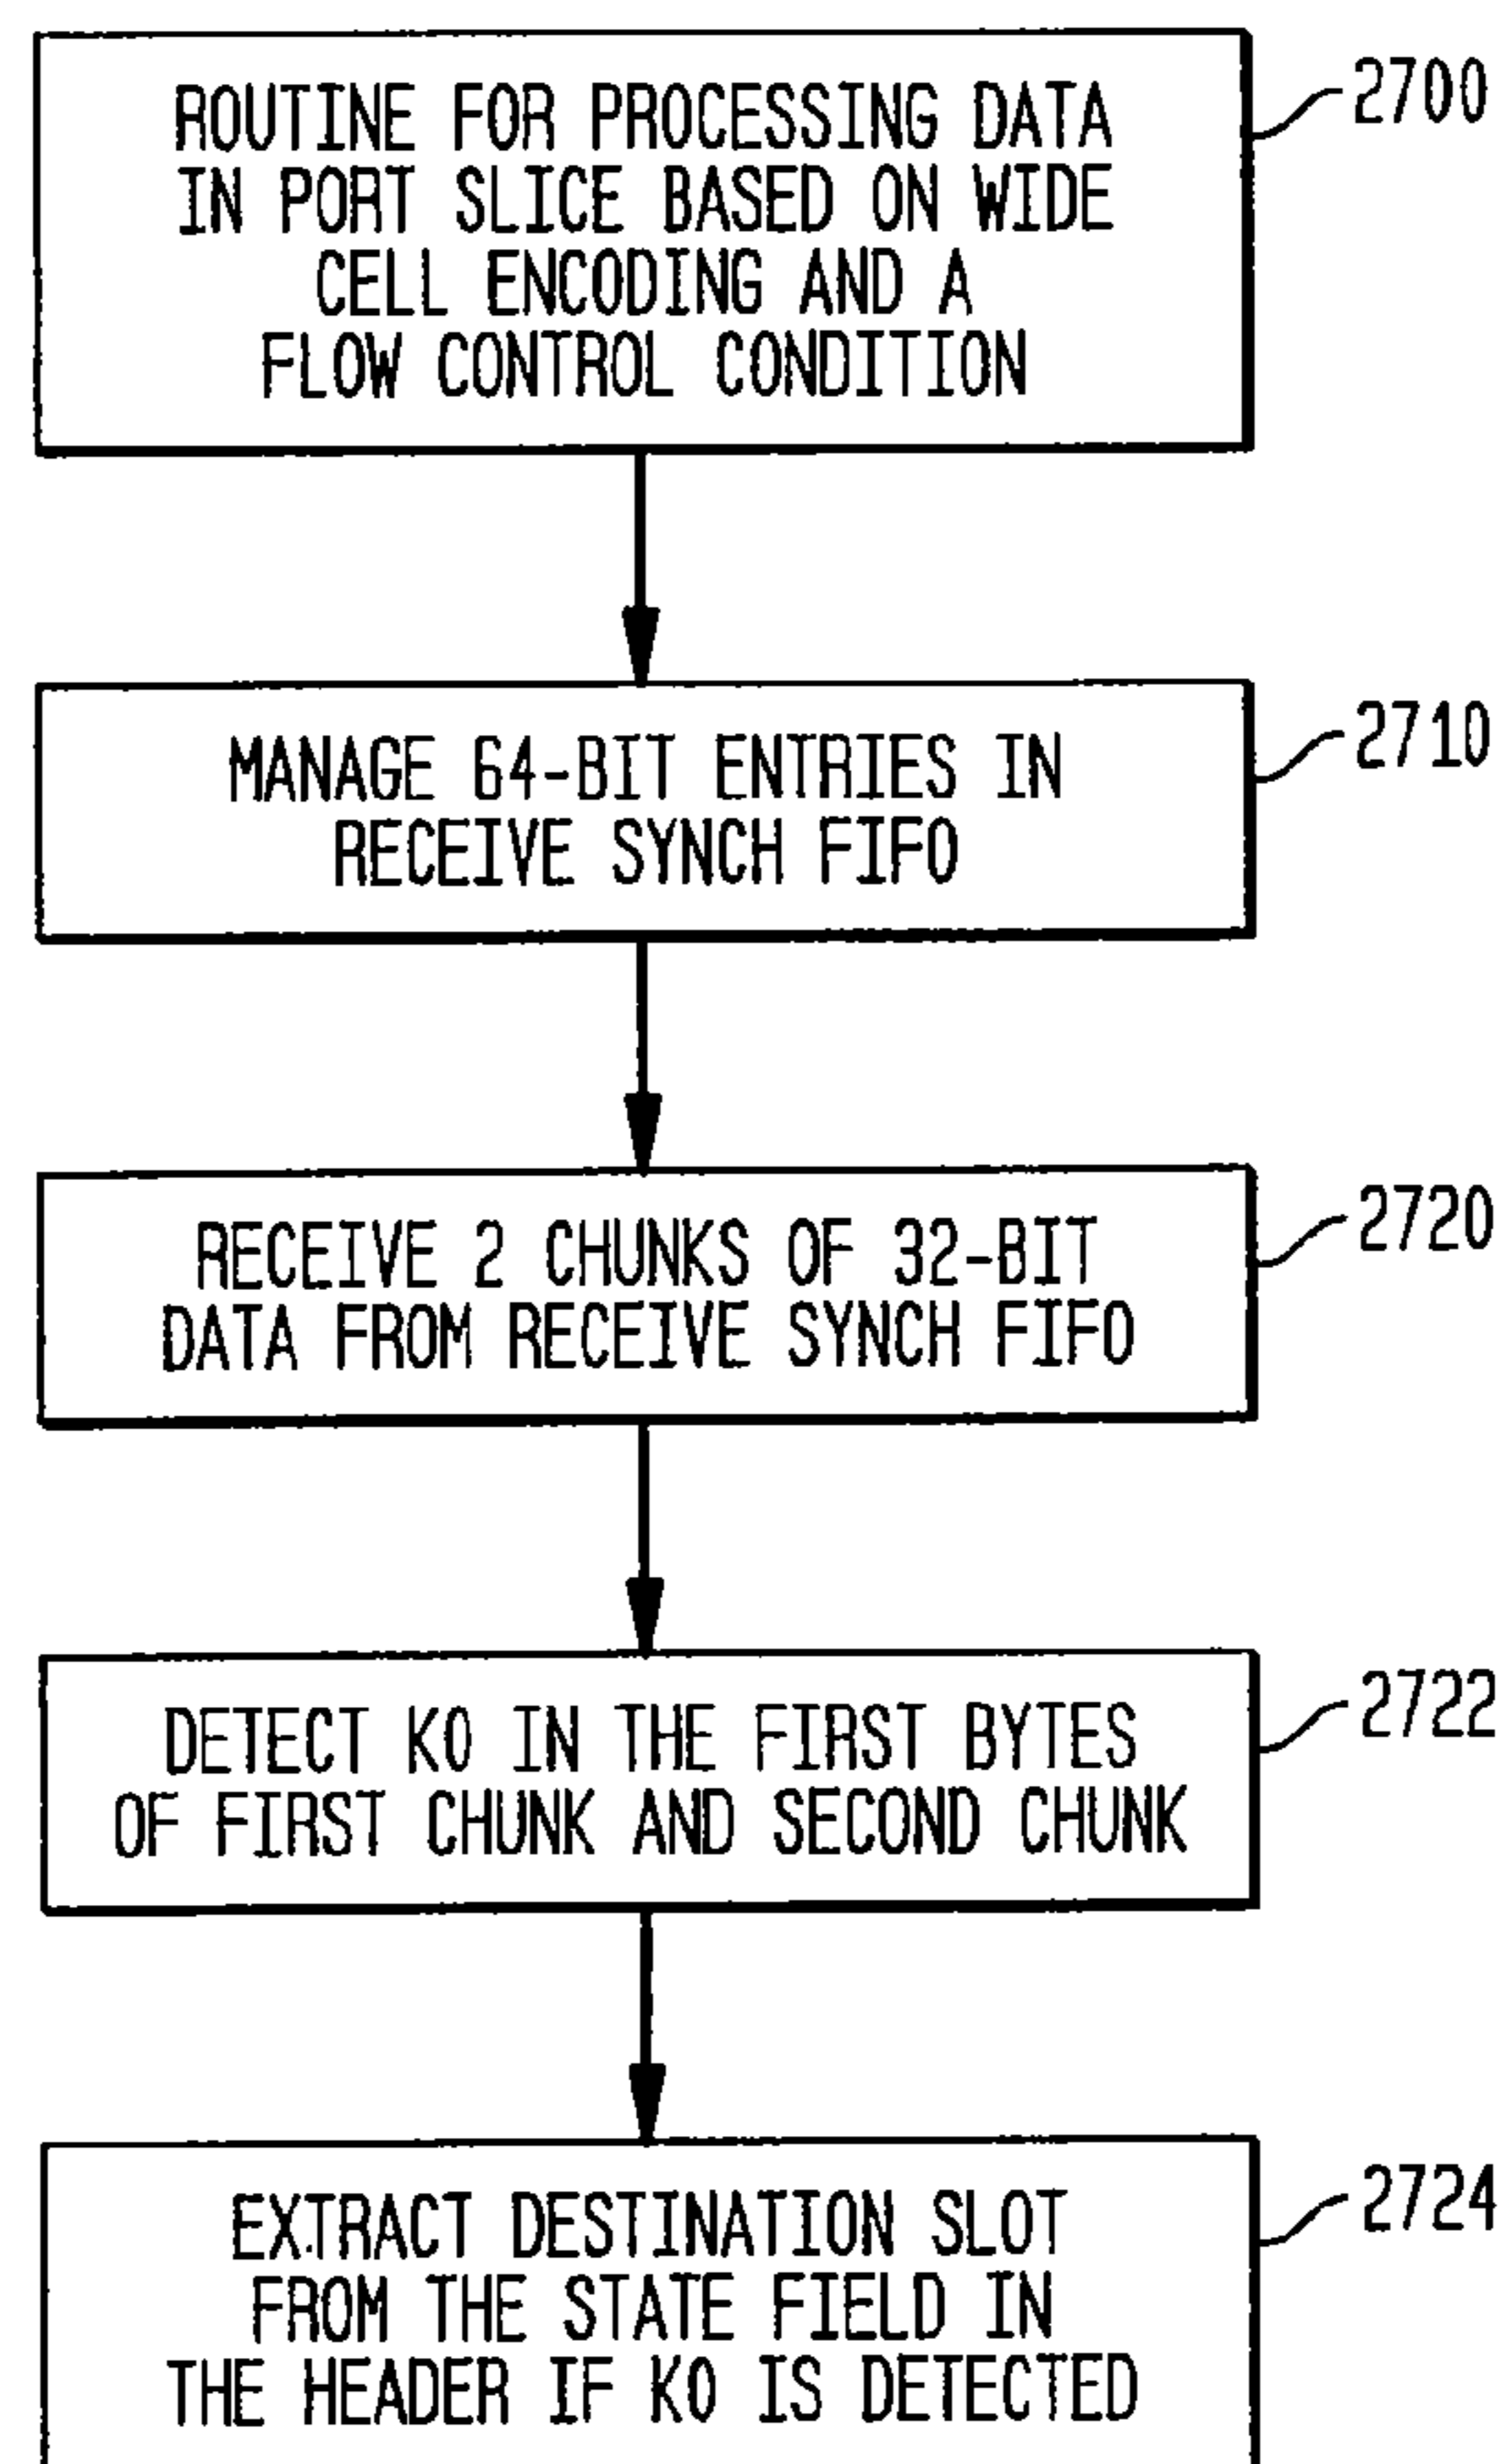 ROUTINE FOR PROCESSING DATA
IN PORT SLICE BASED ON WIDE
CELL ENCODING AND A
FLOW CONTROL CONDITION
2700
MANAGE 64-BIT ENTRIES IN
RECEIVE SYNCH FIFO
2710
RECEIVE 2 CHUNKS OF 32-BIT
DATA FROM RECEIVE SYNCH FIFO
2720
DETECT K0 IN THE FIRST BYTES
OF FIRST CHUNK AND SECOND CHUNK
2722
EXTRACT DESTINATION SLOT
FROM THE STATE FIELD IN
THE HEADER IF K0 IS DETECTED
2724